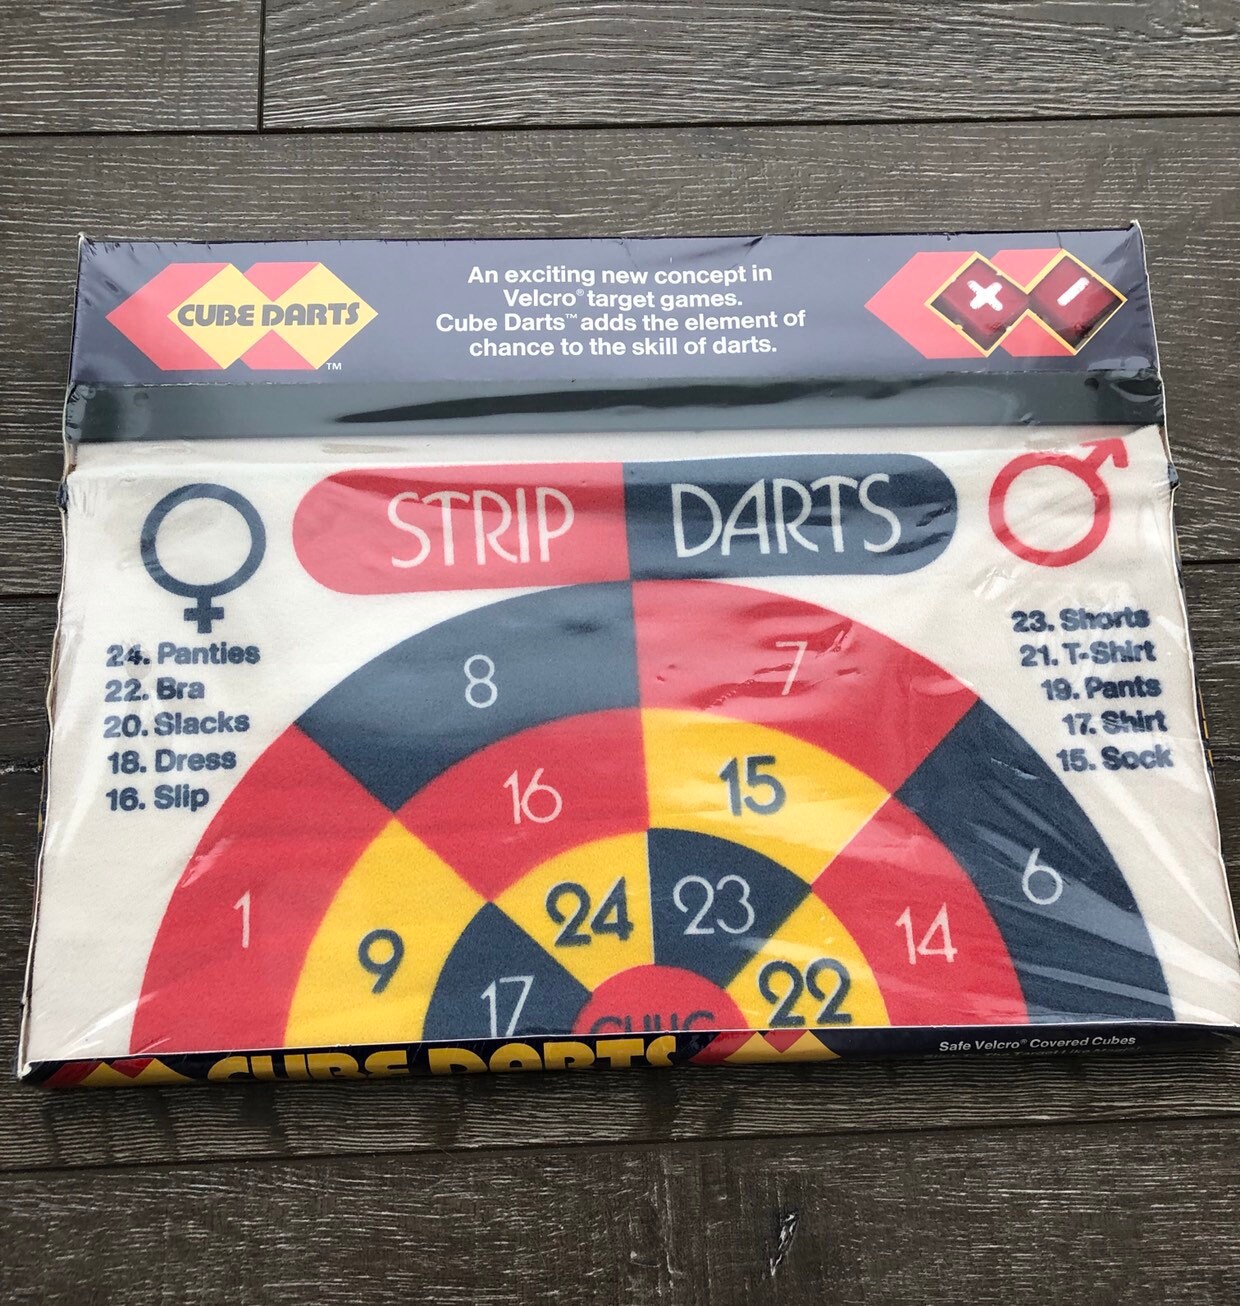 CUBE DARTS
TM
An exciting new concept in
Velcro® target games.
Cube Darts™ adds the element of
chance to the skill of darts.
STRIP DARTS
24. Panties
22. Bra
20. Slacks
18. Dress
16. Slip
23. Shorts
21. T-Shirt
19. Pants
17. Shirt
15. Sock
8
7
16
15
6
1
24
23
14
9
22
17
CUBE DARTS
Safe Velcro® Covered Cubes